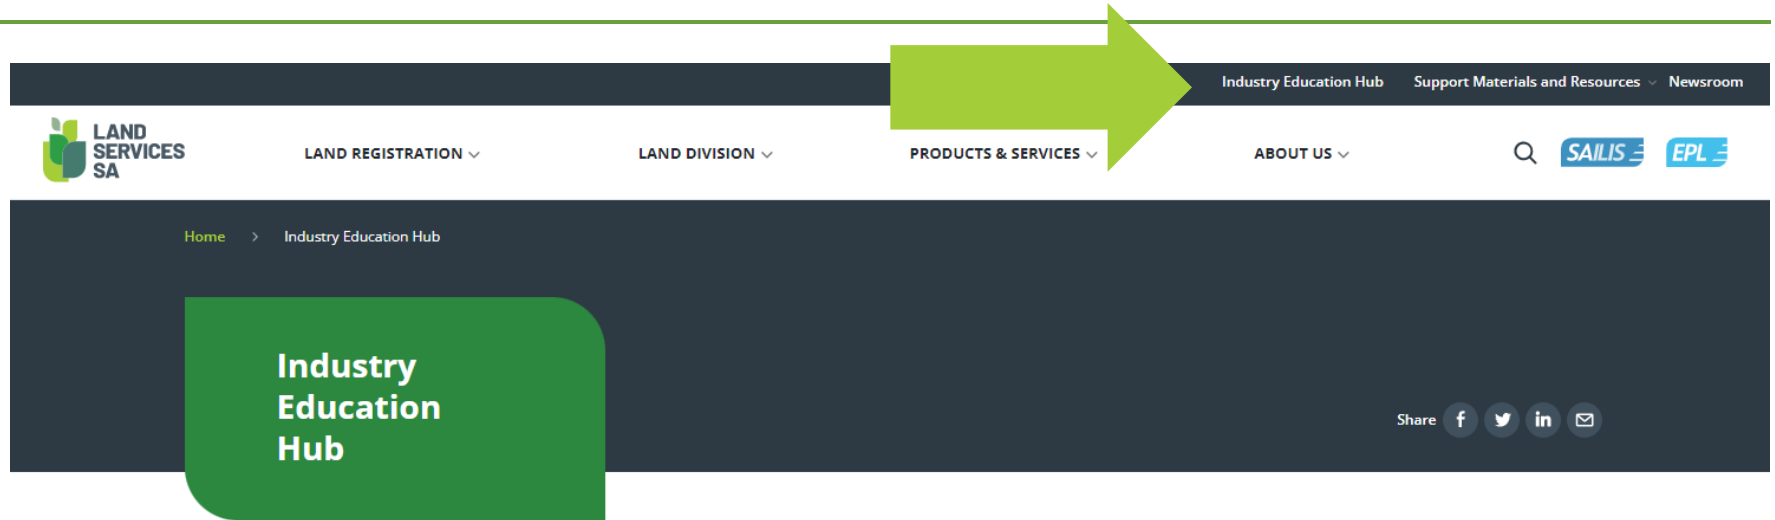 Industry Education Hub Support Materials and Resources Newsroom
LAND
SERVICES
SA
LAND REGISTRATION LAND DIVISION PRODUCTS & SERVICES ABOUT US SAILIS EPL
Home > Industry Education Hub
Industry
Education
Hub
Share